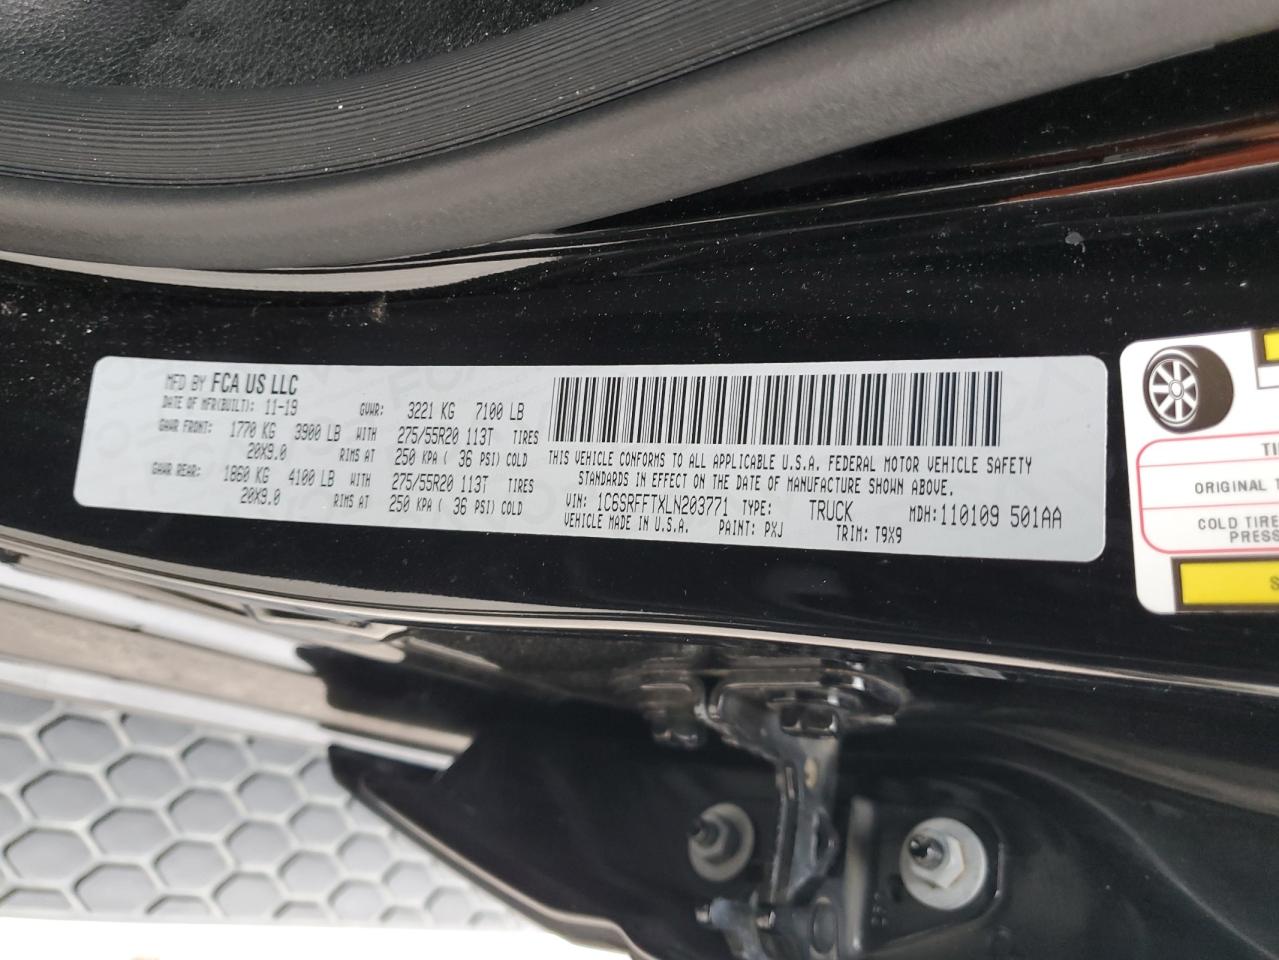 MFD BY FCA US LLC
DATE OF MFR(BUILT): 11-19 GVWR: 3221 KG 7100 LB
GAWR FRONT: 1770 KG 3900 LB WITH 275/55R20 113T TIRES
20X9.0 RIMS AT 250 KPA ( 36 PSI) COLD
GAWR REAR: 1860 KG 4100 LB WITH 275/55R20 113T TIRES
20X9.0 RIMS AT 250 KPA ( 36 PSI) COLD
THIS VEHICLE CONFORMS TO ALL APPLICABLE U.S.A. FEDERAL MOTOR VEHICLE SAFETY
STANDARDS IN EFFECT ON THE DATE OF MANUFACTURE SHOWN ABOVE.
VIN: 1C6SRFFTXLN203771 TYPE: TRUCK MDH: 110109 501AA
VEHICLE MADE IN U.S.A. PAINT: PXJ TRIM: T9X9
ORIGINAL
COLD TIRE
PRESS